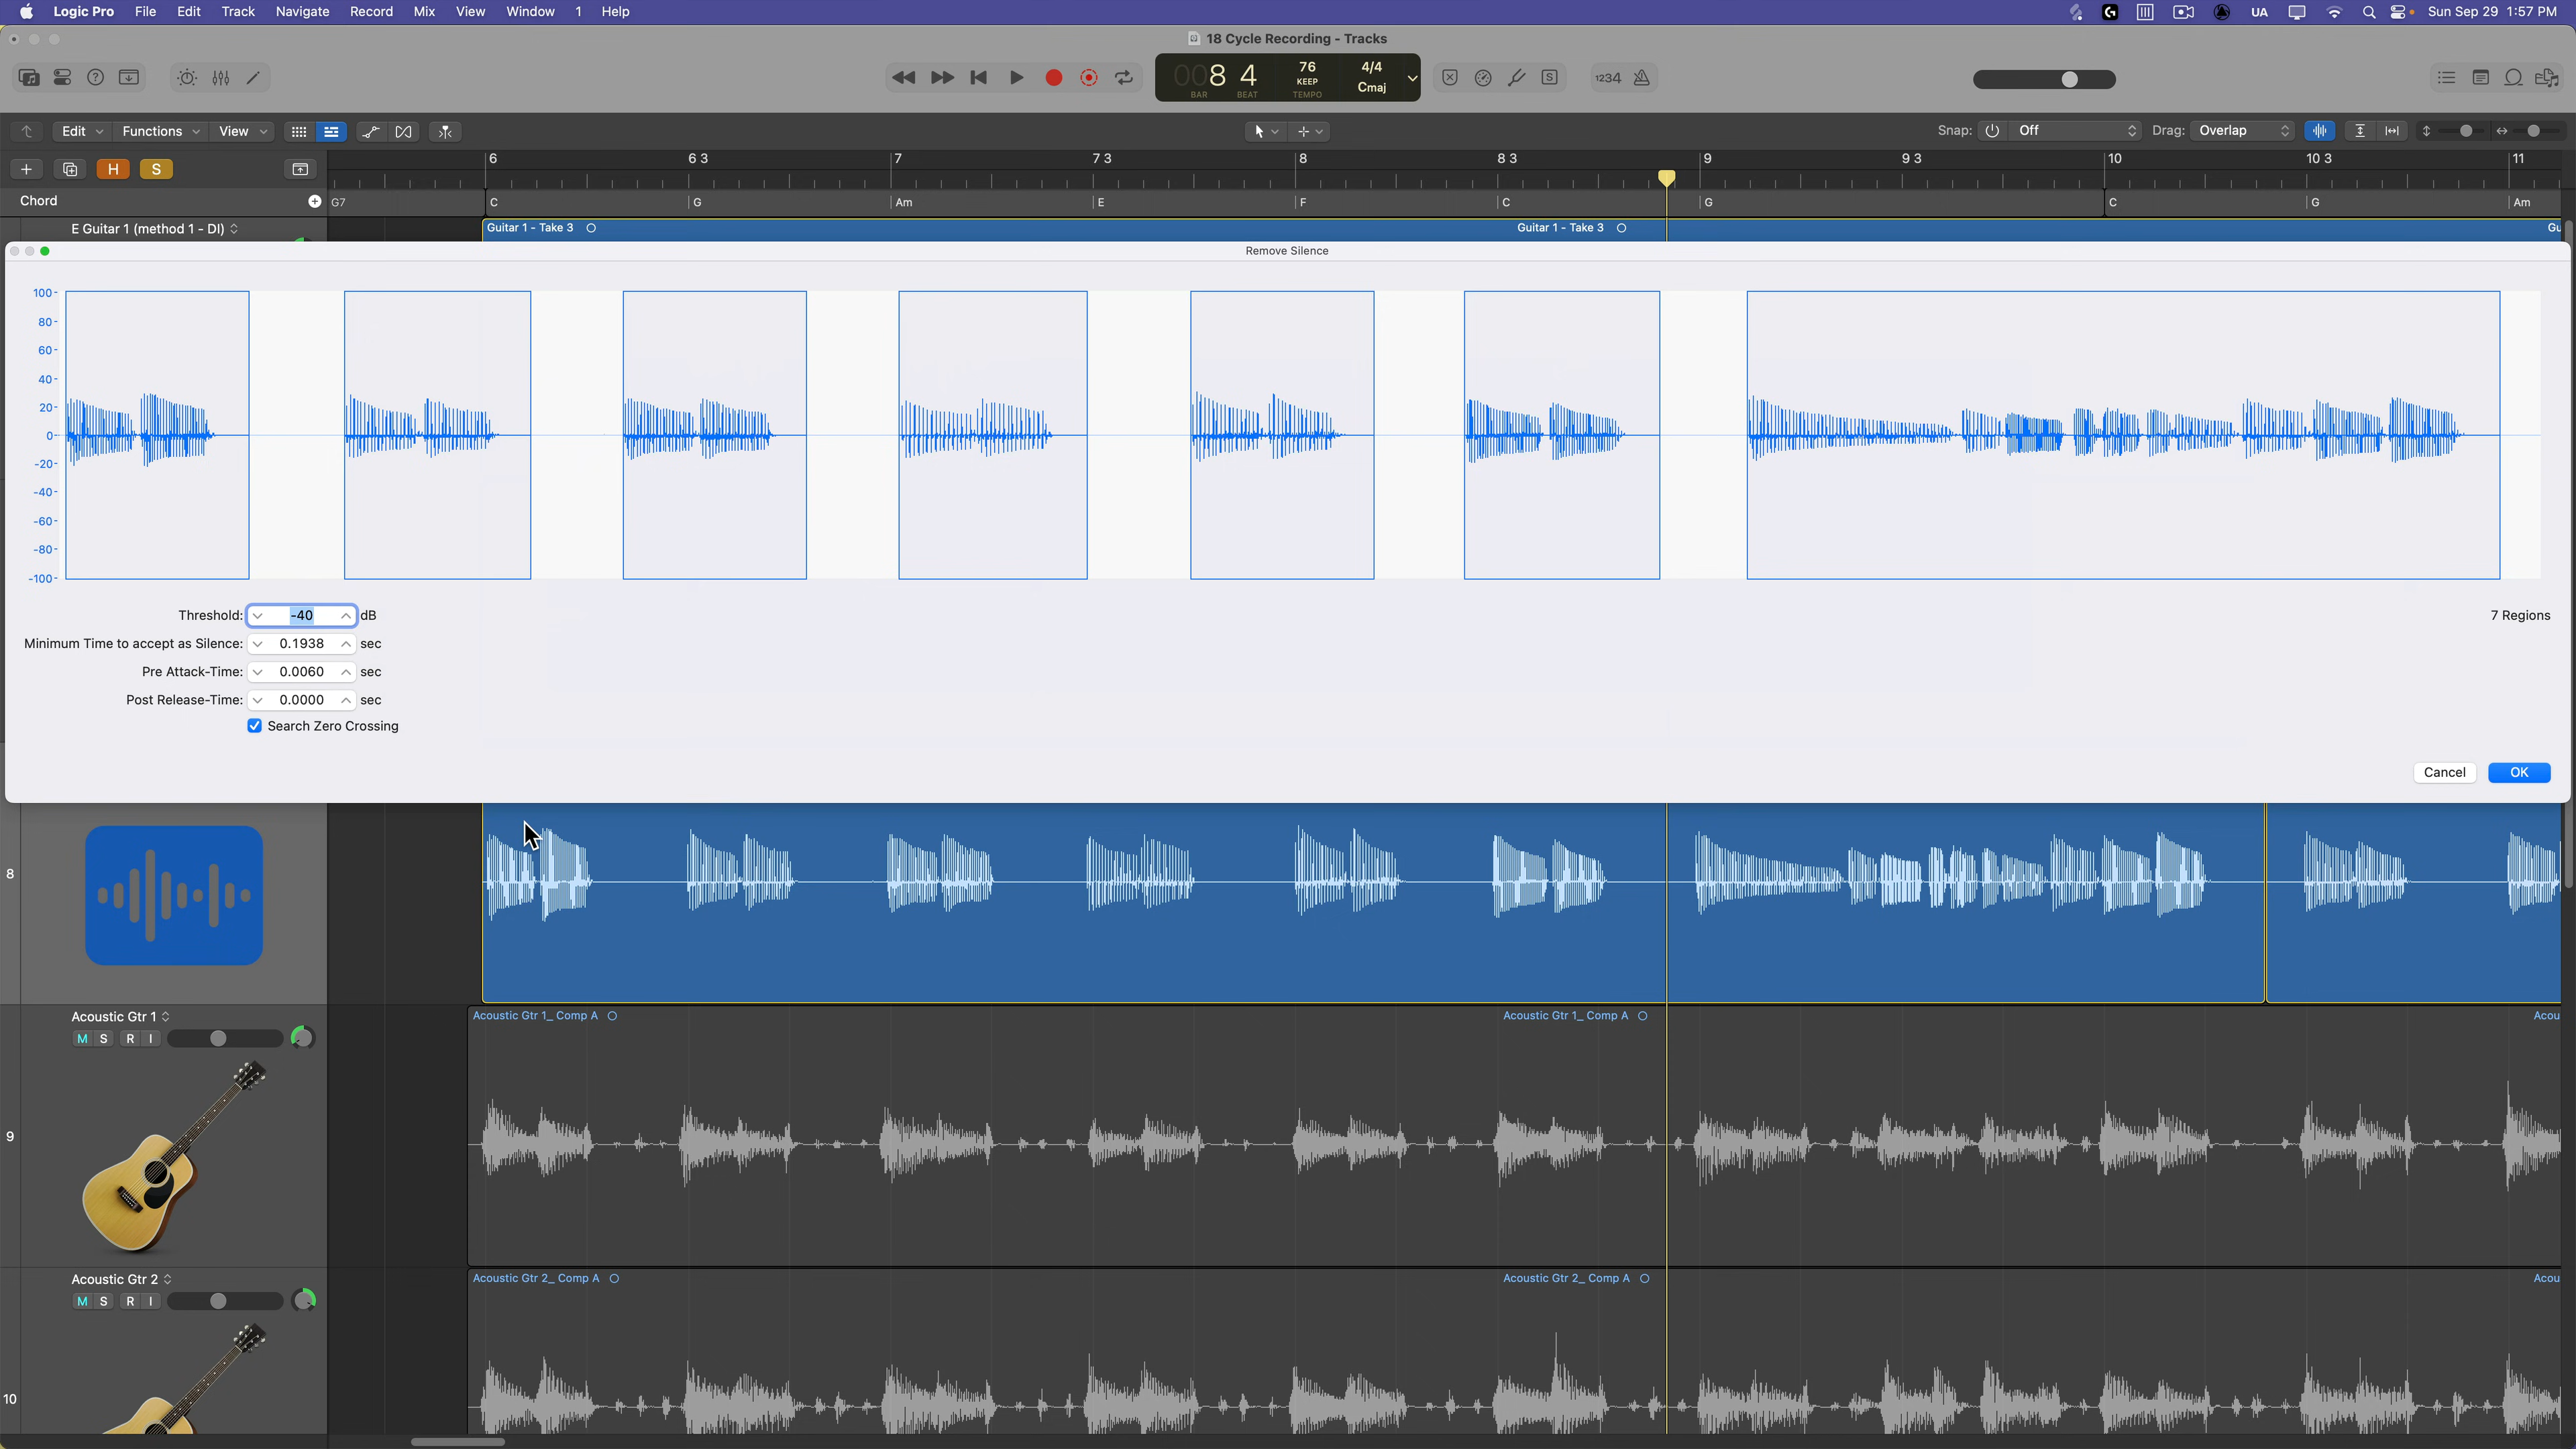 Logic Pro File Edit Track Navigate Record Mix View Window 1 Help
UA Sun Sep 29 1:57 PM
18 Cycle Recording - Tracks
008 4 76 KEEP 4/4 Cmaj
BAR BEAT TEMPO
S 1234
Edit Functions View
Snap: Off Drag: Overlap
H S
6 6 3 7 7 3 8 8 3 9 9 3 10 10 3 11
Chord
G7 C G Am E F C G C G Am
E Guitar 1 (method 1 - DI)
Guitar 1 - Take 3 Guitar 1 - Take 3 Gu
Remove Silence
100
80
60
40
20
0
-20
-40
-60
-80
-100
Threshold: -40 dB
7 Regions
Minimum Time to accept as Silence: 0.1938 sec
Pre Attack-Time: 0.0060 sec
Post Release-Time: 0.0000 sec
Search Zero Crossing
Cancel OK
8
Acoustic Gtr 1
Acoustic Gtr 1_ Comp A Acoustic Gtr 1_ Comp A Acou
M S R I
9
Acoustic Gtr 2
Acoustic Gtr 2_ Comp A Acoustic Gtr 2_ Comp A Acou
M S R I
10